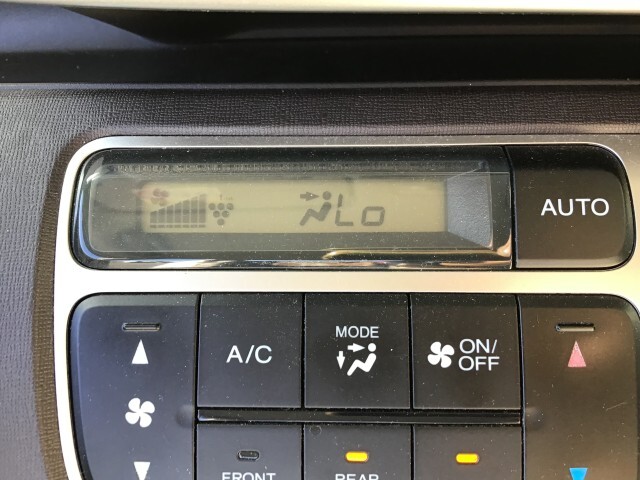 Lo
AUTO
MODE
A/C
ON/
OFF
FRONT
REAR